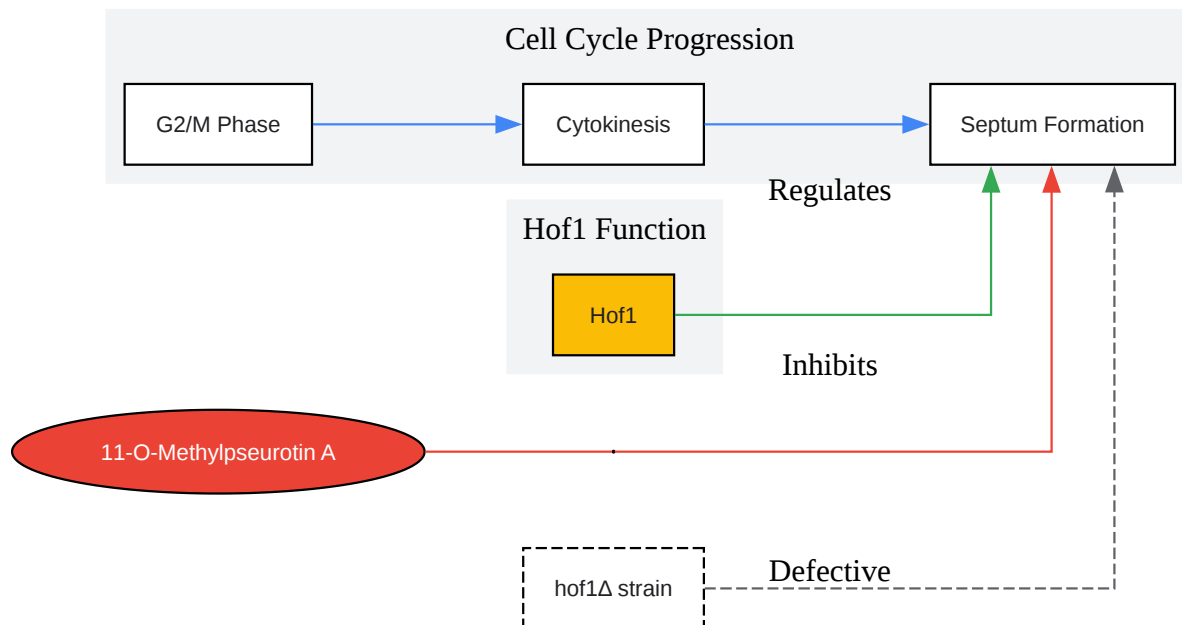 Cell Cycle Progression
G2/M Phase
Cytokinesis
Septum Formation
Regulates
Hof1 Function
Hof1
Inhibits
11-O-Methylpseurotin A
Defective
hof1Δ strain